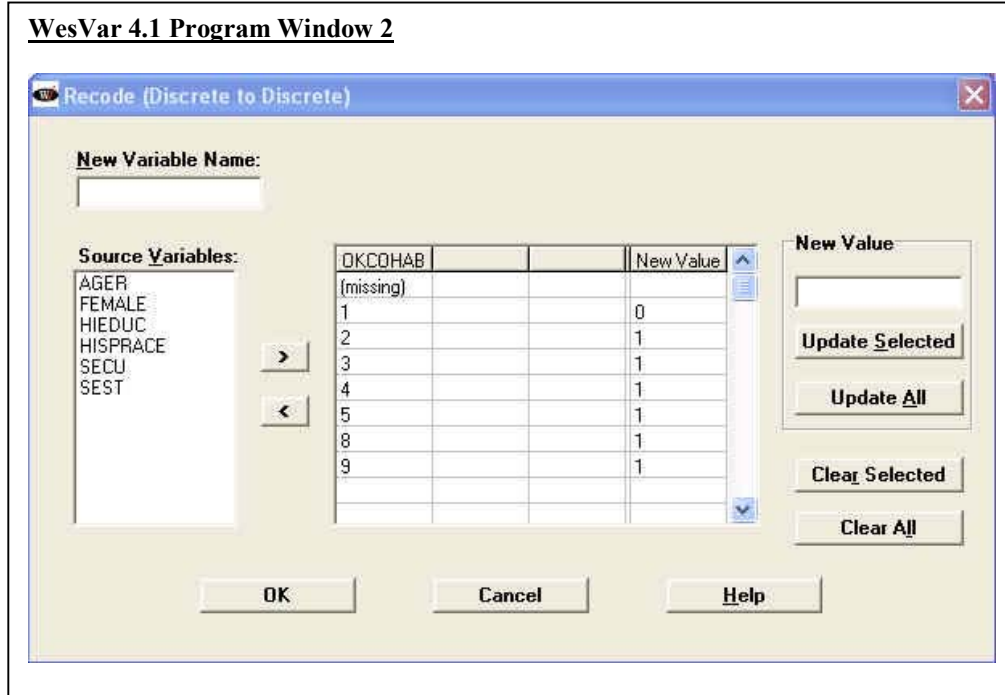 WesVar 4.1 Program Window 2
W Recode (Discrete to Discrete)
New Variable Name:
Source Variables:
AGER
FEMALE
HIEDUC
HISPRACE
SECU
SEST
>
<
OKCOHAB New Value
(missing)
1 0
2 1
3 1
4 1
5 1
8 1
9 1
New Value
Update Selected
Update All
Clear Selected
Clear All
OK Cancel Help